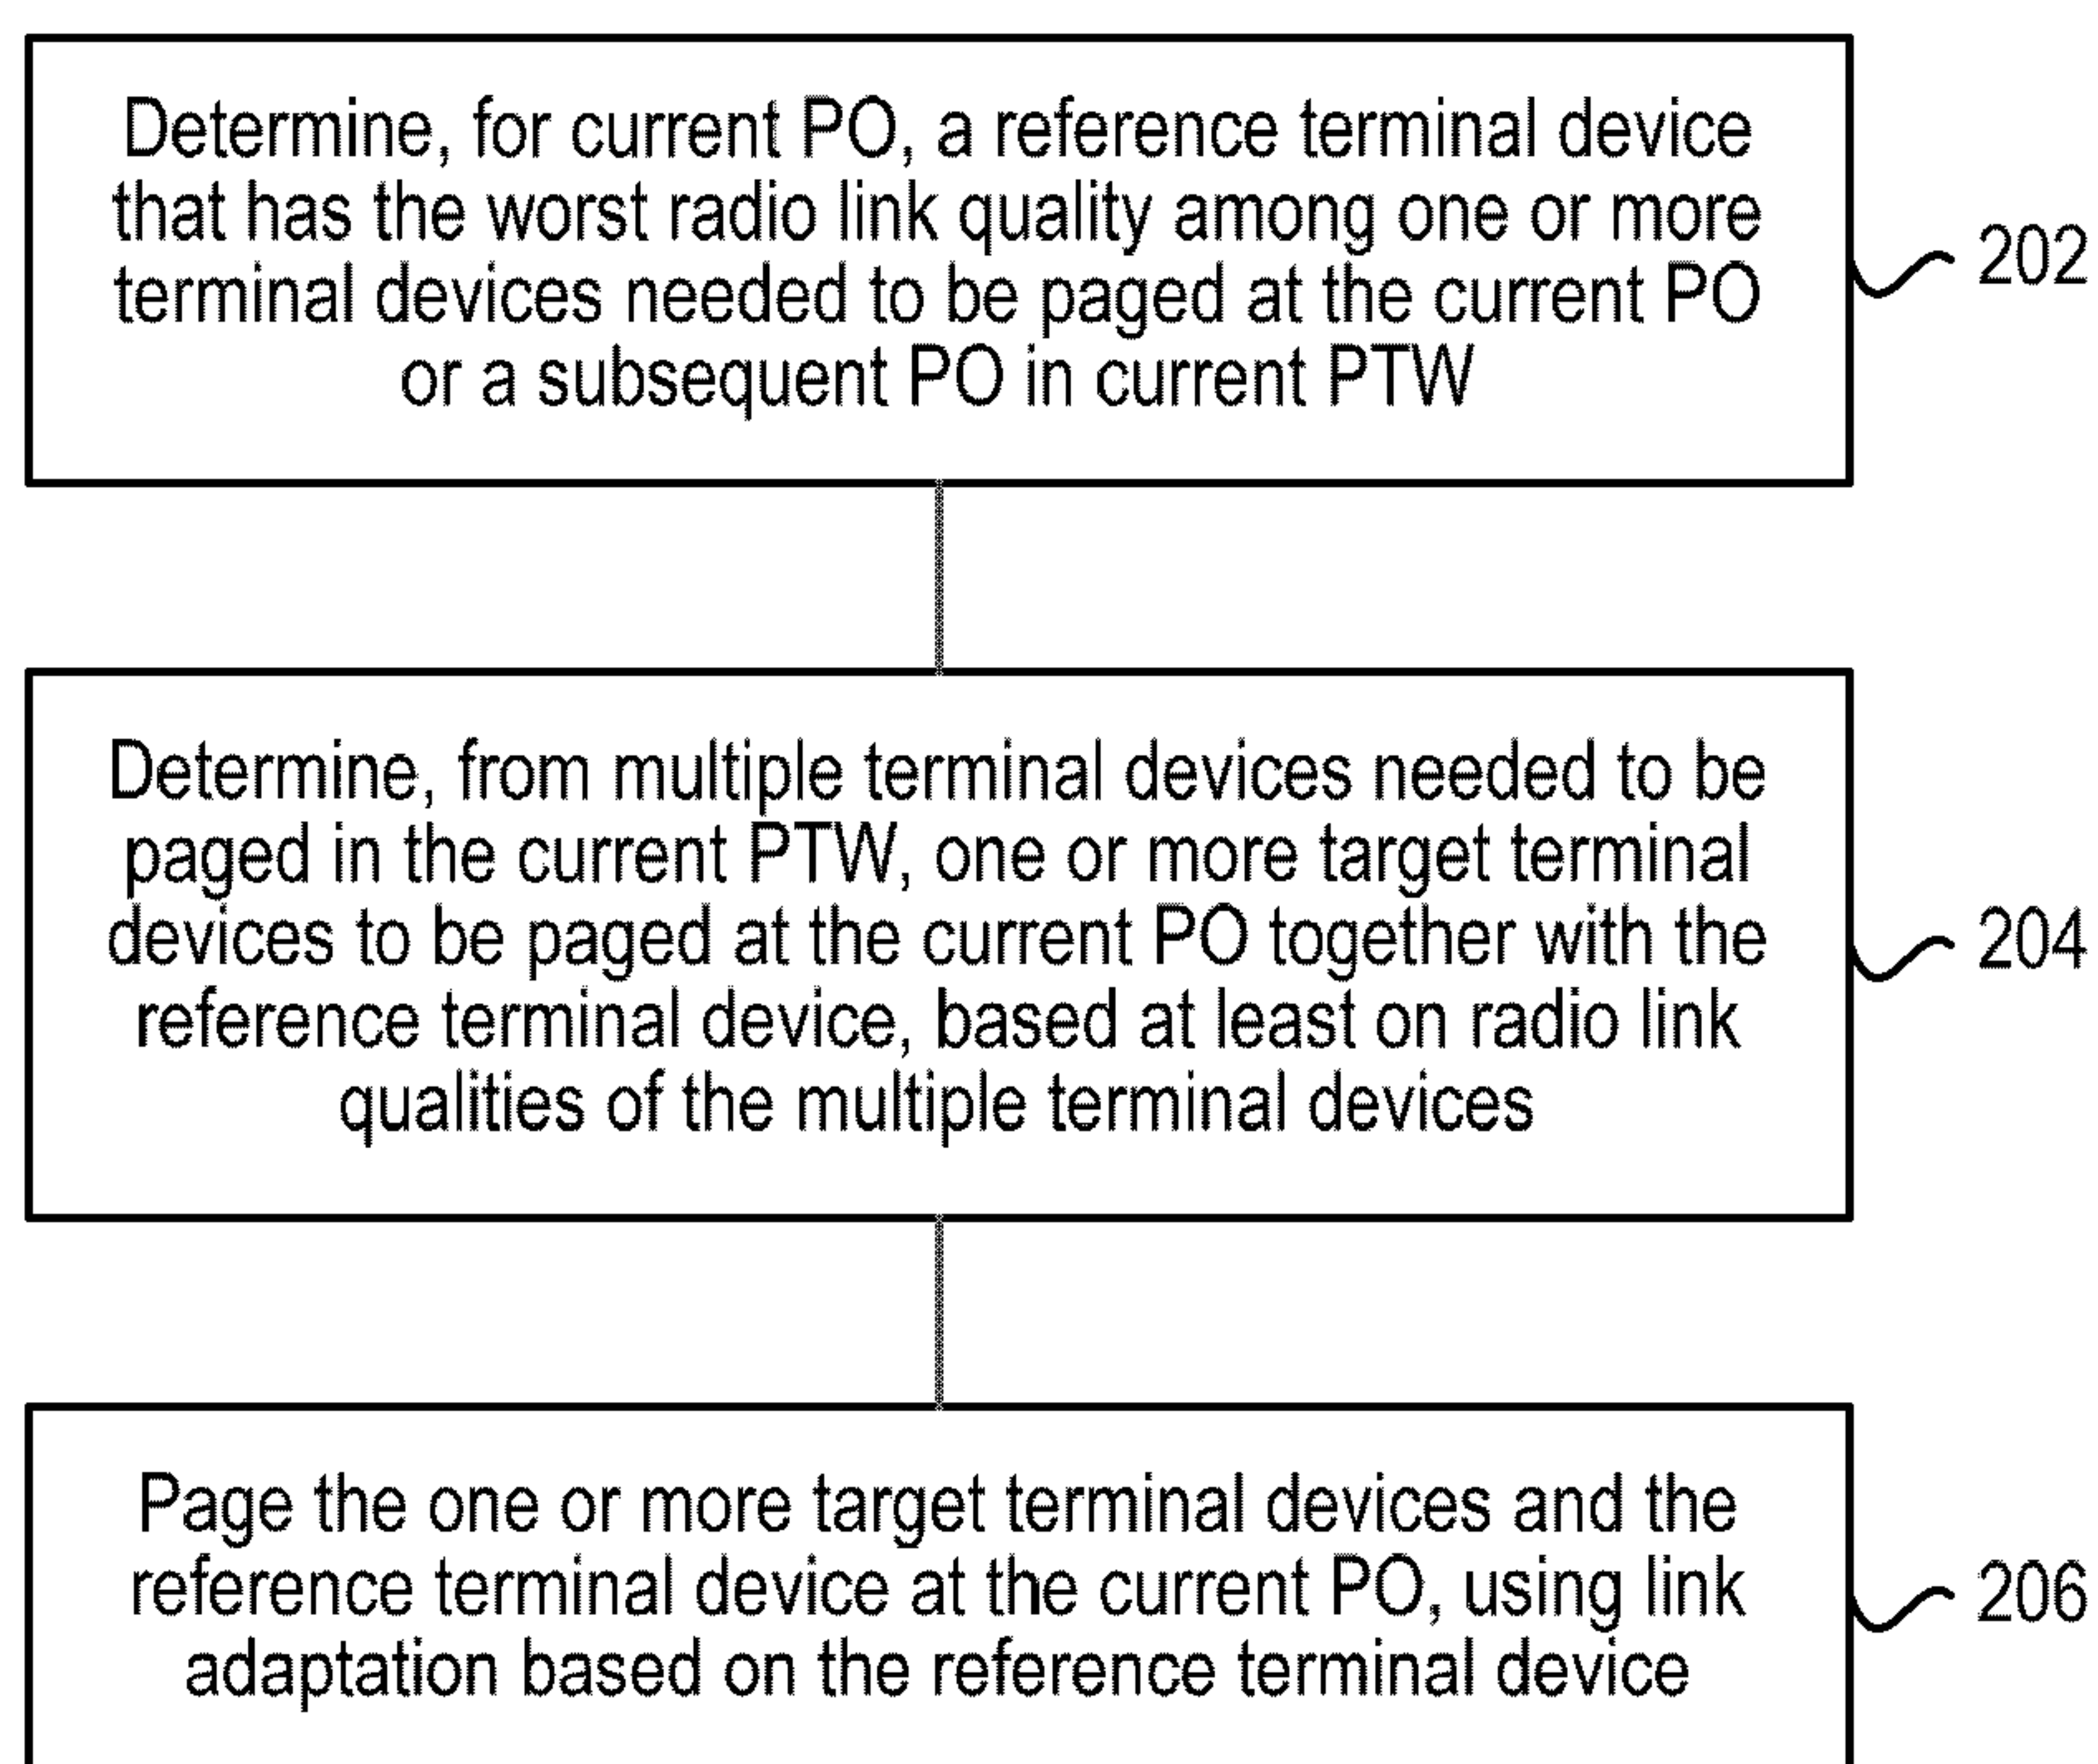 Determine, for current PO, a reference terminal device
that has the worst radio link quality among one or more
terminal devices needed to be paged at the current PO
or a subsequent PO in current PTW
202
Determine, from multiple terminal devices needed to be
paged in the current PTW, one or more target terminal
devices to be paged at the current PO together with the
reference terminal device, based at least on radio link
qualities of the multiple terminal devices
204
Page the one or more target terminal devices and the
reference terminal device at the current PO, using link
adaptation based on the reference terminal device
206